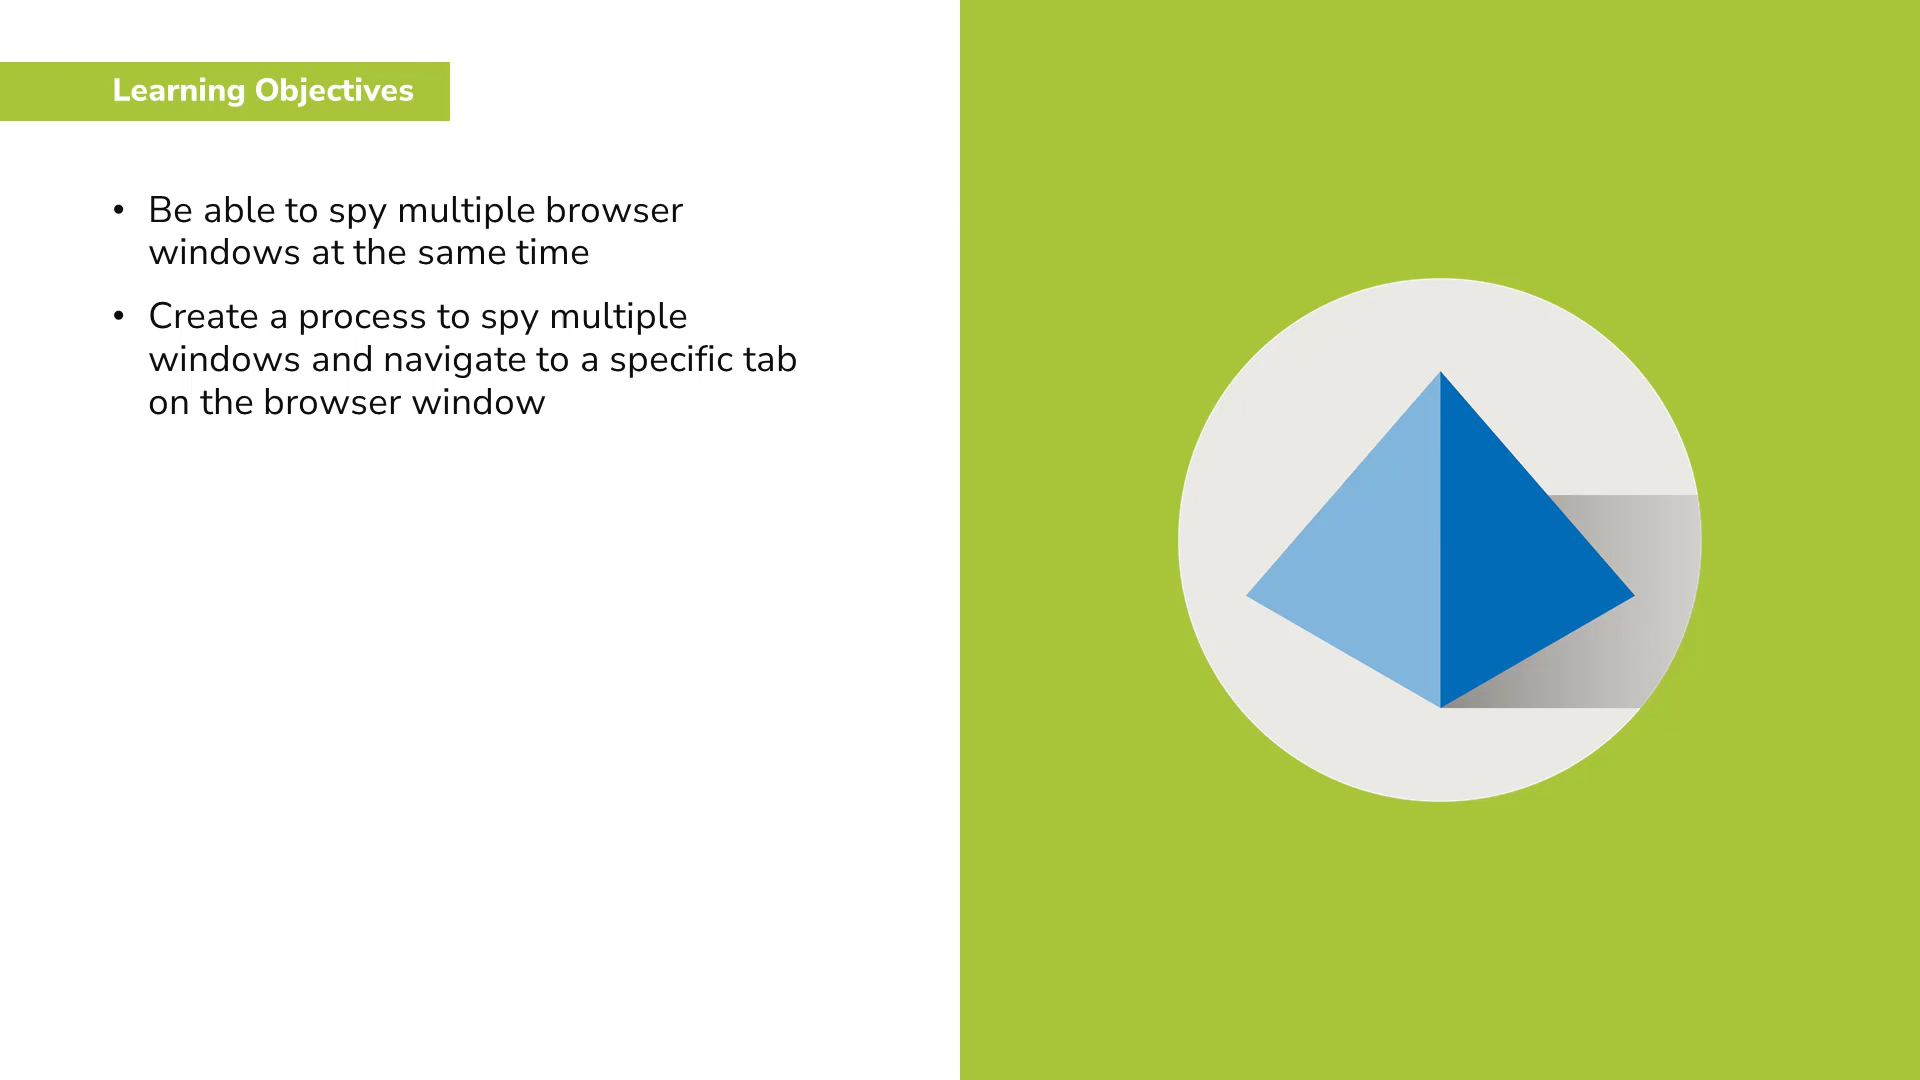 Learning Objectives
• Be able to spy multiple browser
windows at the same time
• Create a process to spy multiple
windows and navigate to a specific tab
on the browser window